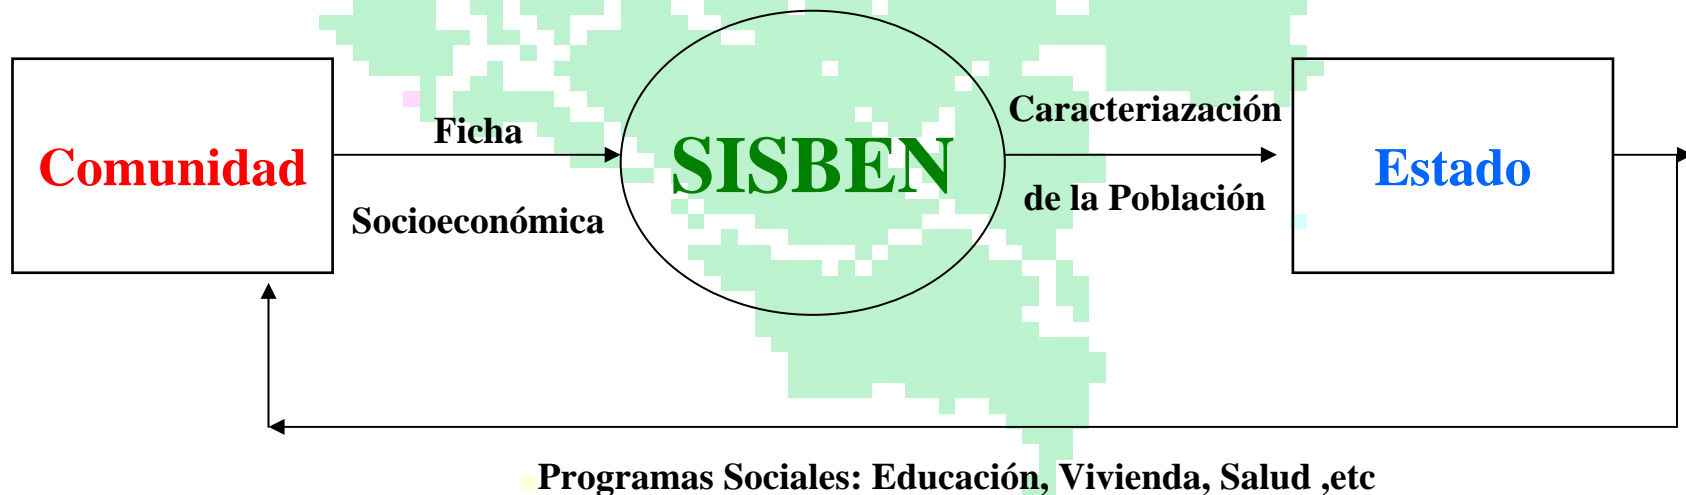 Comunidad
Ficha
Socioeconómica
SISBEN
Caracteriazación
de la Población
Estado
Programas Sociales: Educación, Vivienda, Salud ,etc